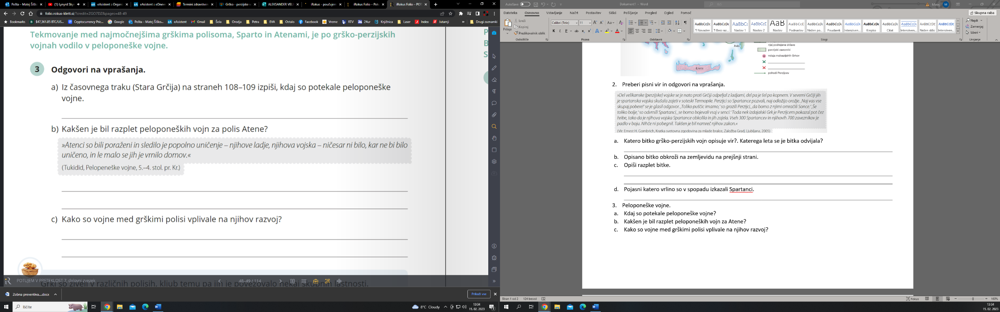 Pošta – Matej Šišk
(1) Lynyrd Skyn
eAsistent :: Organi
eAsistent :: eDnevn
Termini zdravstven
Grško - perzijske v
ALEKSANDER VELI
iRokus - poučujem
iRokus Folio – Potu
iRokus Folio – POT
folio.rokus-klett.si/?credit=ZGO7DZ&pages=48-49
Bookmarks
$47,361.85 BTC/US...
Cryptocurrency Pric...
Google
Pošta – Matej Šiško...
eAsistent
Gmail
Šola
Orodja
Petra
EVA
Ostalo
Facebook
Vreme
RTV
24ur
Knjižnica
Laser
Index
Jutarnji
»
Drugi zaznamki
Tekmovanje med najmočnejšima grškima polisoma, Sparto in Atenami, je po grško-perzijskih
vojnah vodilo v peloponeške vojne.
P
B
S
3 Odgovori na vprašanja.
a) Iz časovnega traku (Stara Grčija) na straneh 108–109 izpiši, kdaj so potekale peloponeške
vojne.
b) Kakšen je bil razplet peloponeških vojn za polis Atene?
»Atenci so bili poraženi in sledilo je popolno uničenje – njihove ladje, njihova vojska – ničesar ni bilo, kar ne bi bilo
uničeno, in le malo se jih je vrnilo domov.«
(Tukidid, Pelopeneške vojne, 5.–4. stol. pr. Kr.)
c) Kako so vojne med grškimi polisi vplivale na njihov razvoj?
POTUJEM V PRETEKLOST 7, delovni zvezek
48–49 / 114
Grki so živeli v različnih polisih, kljub temu pa jih je povezovalo nekaj skupnih lastnosti.
Zobna preventiva....docx
Prikaži vse
Iščite
8°C Cloudy
13:34
15. 02. 2023
AutoSave
Document1 - Word
Išči
Matej
M
Datoteka
Osnovno
Vstavljanje
Načrt
Postavitev
Sklici
Pošiljanje
Pregled
Ogled
Pomoč
Skupna raba
Prilepi
Izreži
Kopiraj
Preslikovalnik oblik
Odložišče
Calibri (Telo)
11
Pisava
Odstavek
¶ Navaden
¶ Brez raz...
Naslov 1
Naslov 2
Naslov
Podnaslov
Nežen po...
Poudarek
Intenziven...
Krepko
Citat
Intenziven...
Nežen sklic
Intenziven...
Slogi
Najdi
Zamenjaj
Izberi
Urejanje
Rodos
Kreta
njej podrejene države
perzijski zavezniki
vstaja maloazijskih Grkov
pohodi Perzijcev
2. Preberi pisni vir in odgovori na vprašanja.
»Del velikanske [perzijske] vojske se je nato proti Grčiji odpeljal z ladjami, del pa je šel po kopnem. V severni Grčiji jih
je spartanska vojska skušala zajeti v soteski Termopile. Perzijci so Spartance pozvali, naj odložijo orožje. ‚Naj vas vse
skupaj pobere!‘ se je glasil odgovor. ‚Toliko puščic imamo,‘ so grozili Perzijci, ‚da bomo z njimi omračili Sonce.‘ ‚Še
toliko bolje,‘ so odvrnili Spartanci, ‚se bomo bojevali vsaj v senci.‘ Toda nek izdajalski Grk je Perzijcem pokazal pot čez
hribe, tako da je njihova vojska Spartance obkolila in jih zajela. Vseh 300 Spartancev in njihovih 700 zaveznikov je
padlo v boju. Nihče ni pobegnil. Takšen je bil namreč njihov zakon.«
(Vir: Ernest H. Gombrich, Kratka svetovna zgodovina za mlade bralce, Založba Grad, Ljubljana, 2005)
a. Katero bitko grško-perzijskih vojn opisuje vir?. Katerega leta se je bitka odvijala?
b. Opisano bitko obkroži na zemljevidu na prejšnji strani.
c. Opiši razplet bitke.
d. Pojasni katero vrlino so v spopadu izkazali Spartanci.
3. Peloponeške vojne.
a. Kdaj so potekale peloponeške vojne?
b. Kakšen je bil razplet peloponeških vojn za Atene?
c. Kako so vojne med grškimi polisi vplivale na njihov razvoj?
Stran 1 od 2
124 besed
Fokus
160%
13:34
15. 02. 2023